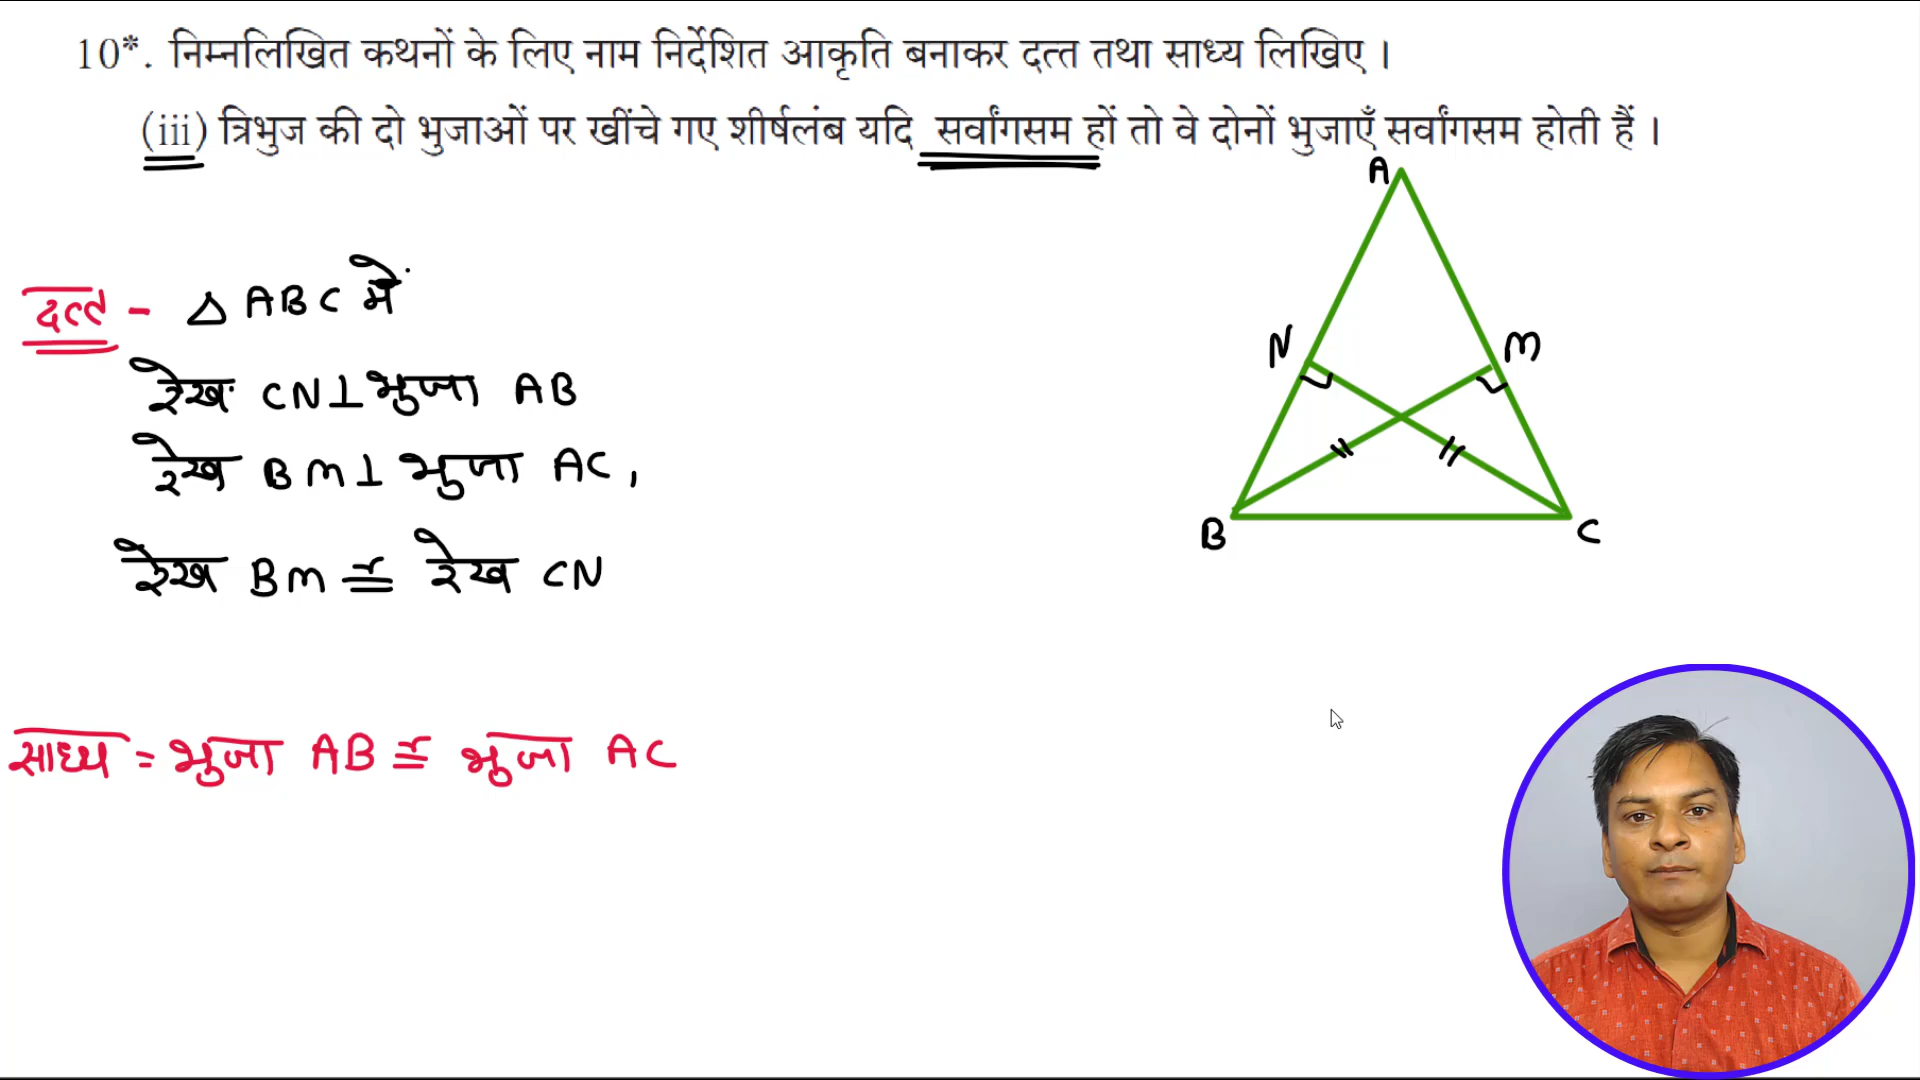 10*. निम्नलिखित कथनों के लिए नाम निर्देशित आकृति बनाकर दत्त तथा साध्य लिखिए ।
(iii) त्रिभुज की दो भुजाओं पर खींचे गए शीर्षलंब यदि सर्वांगसम हों तो वे दोनों भुजाएँ सर्वांगसम होती हैं ।
A
N
M
B
C
दत्त - △ ABC में
रेख CN⊥भुजा AB
रेख BM⊥ भुजा AC,
रेख BM ≅ रेख CN
साध्य = भुजा AB ≅ भुजा AC